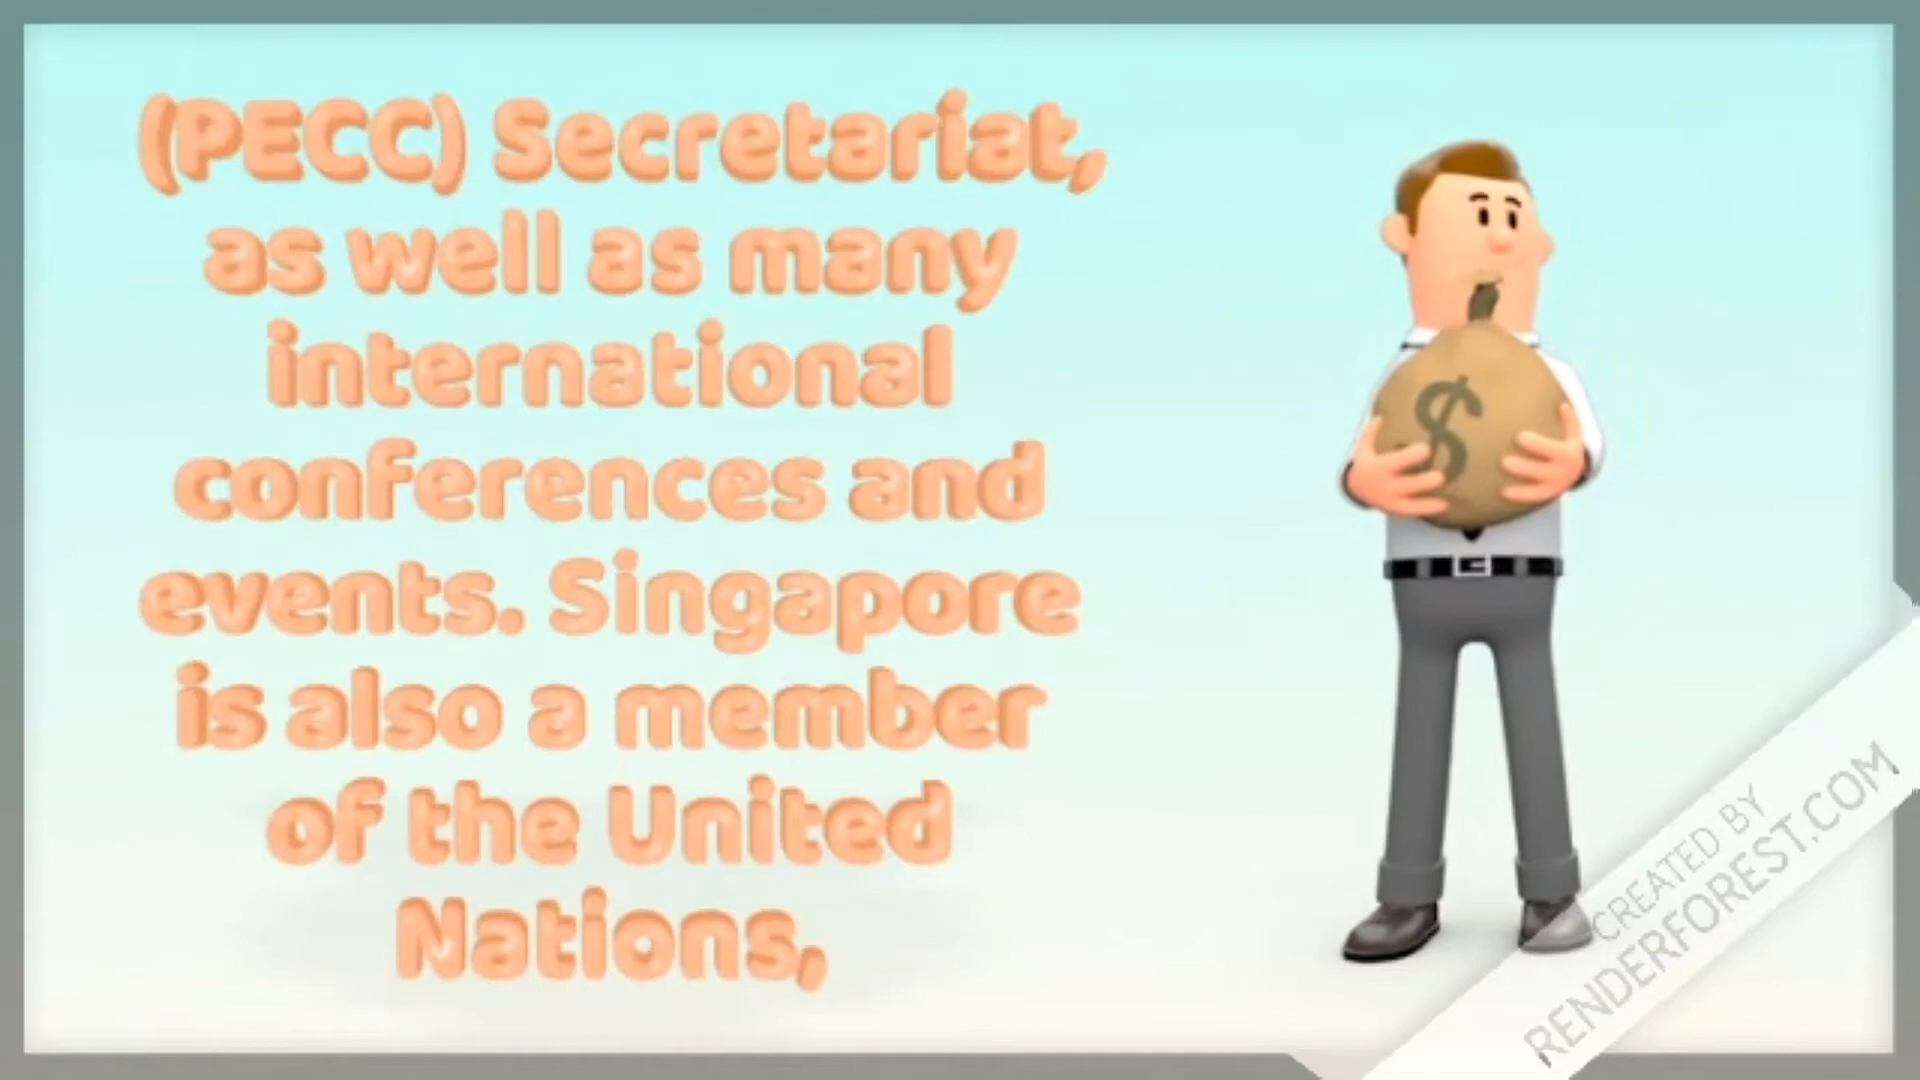 (PECC) Secretariat,
as well as many
international
conferences and
events. Singapore
is also a member
of the United
Nations,
$
CREATED BY
RENDERFOREST.COM